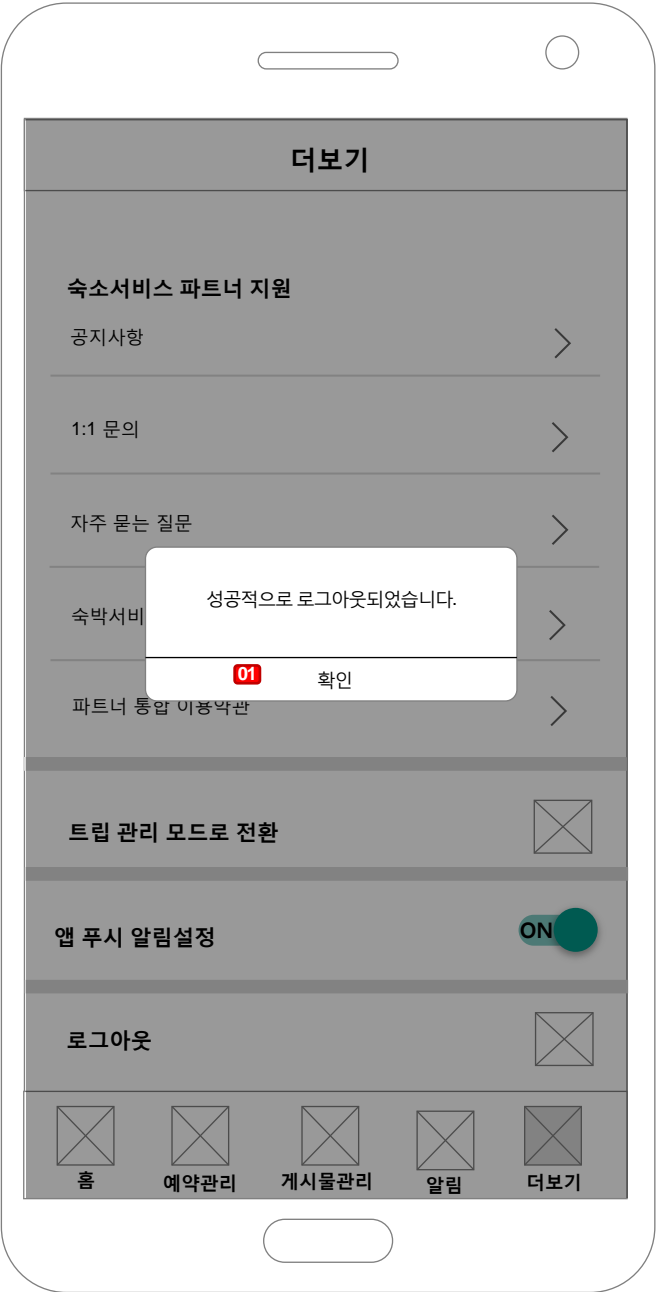 더보기
숙소서비스 파트너 지원
공지사항
1:1 문의
자주 묻는 질문
성공적으로 로그아웃되었습니다.
숙박서비
01 확인
파트너 통합 이용약관
트립 관리 모드로 전환
앱 푸시 알림설정 ON
로그아웃
홈 예약관리 게시물관리 알림 더보기